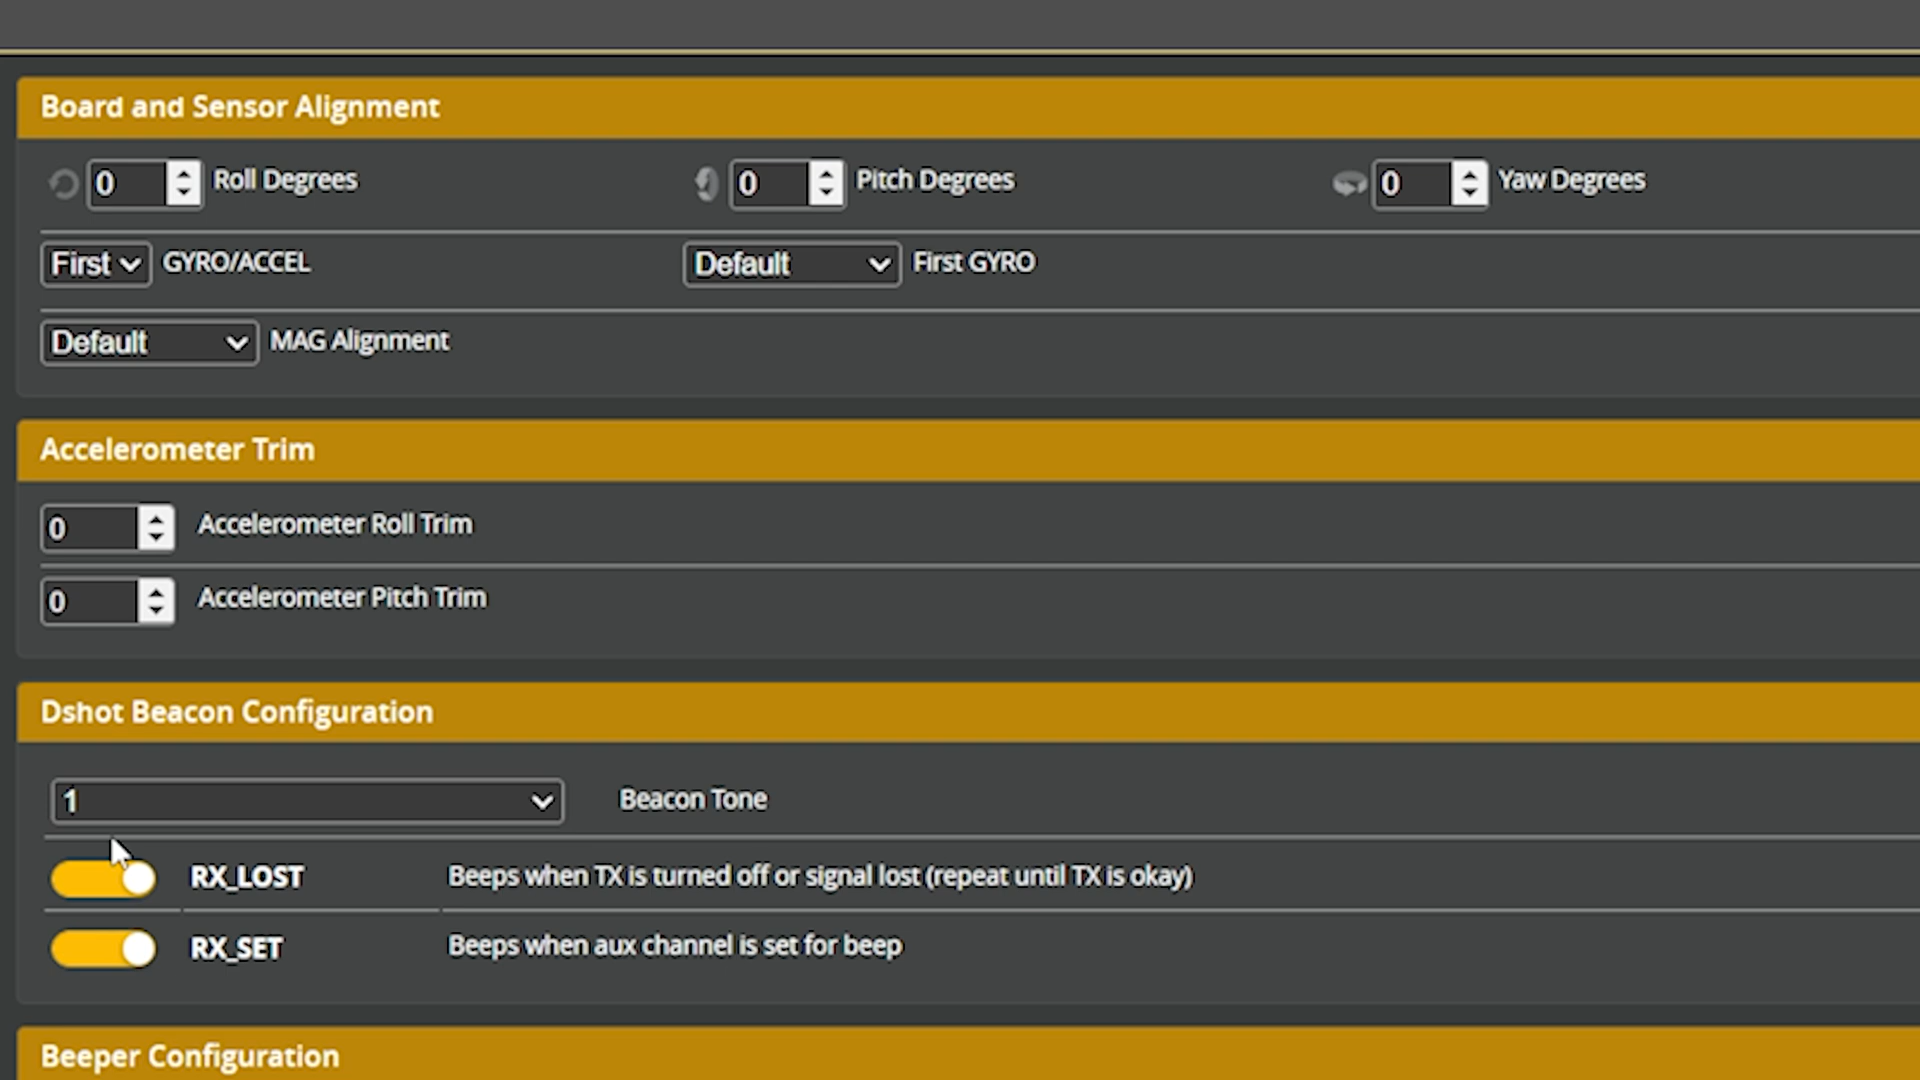 Board and Sensor Alignment
0 Roll Degrees 0 Pitch Degrees 0 Yaw Degrees
First GYRO/ACCEL Default First GYRO
Default MAG Alignment
Accelerometer Trim
0 Accelerometer Roll Trim
0 Accelerometer Pitch Trim
Dshot Beacon Configuration
1 Beacon Tone
RX_LOST Beeps when TX is turned off or signal lost (repeat until TX is okay)
RX_SET Beeps when aux channel is set for beep
Beeper Configuration